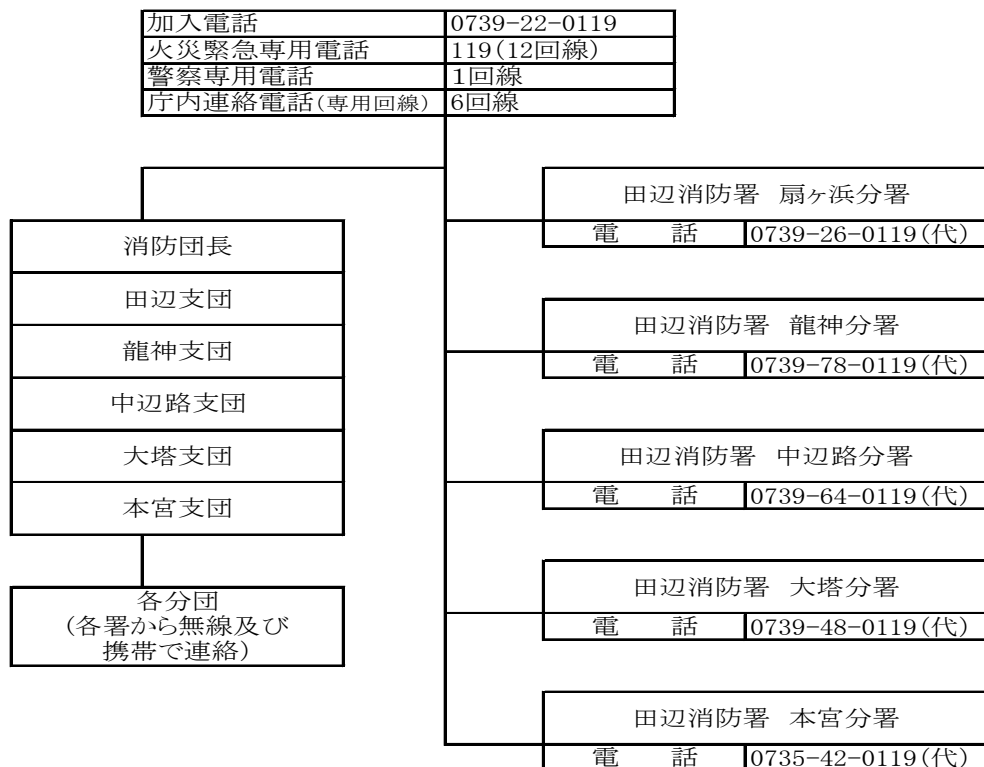 加入電話 0739-22-0119
火災緊急専用電話 119(12回線)
警察専用電話 1回線
庁内連絡電話(専用回線) 6回線
消防団長
田辺支団
龍神支団
中辺路支団
大塔支団
本宮支団
各分団
(各署から無線及び
携帯で連絡)
田辺消防署 扇ヶ浜分署
電 話 0739-26-0119(代)
田辺消防署 龍神分署
電 話 0739-78-0119(代)
田辺消防署 中辺路分署
電 話 0739-64-0119(代)
田辺消防署 大塔分署
電 話 0739-48-0119(代)
田辺消防署 本宮分署
電 話 0735-42-0119(代)